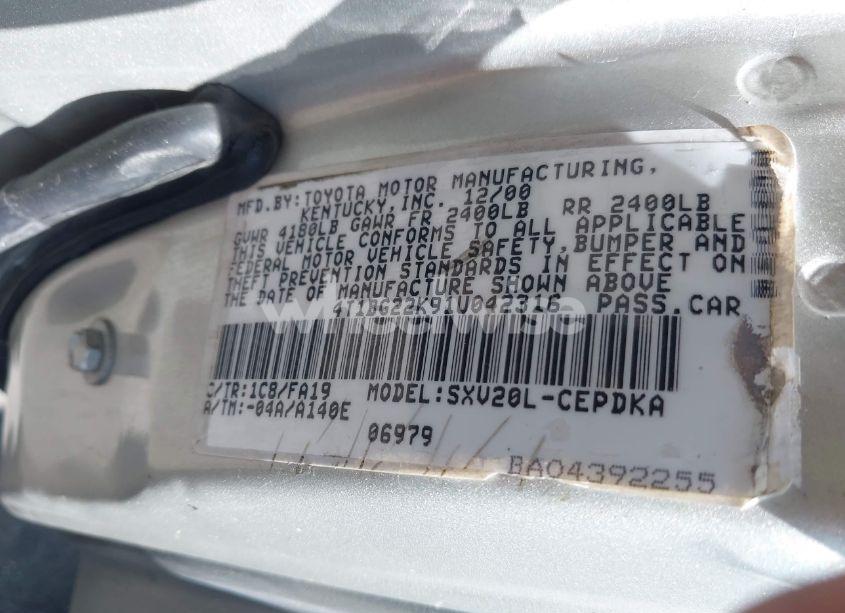 MFD.BY:TOYOTA MOTOR MANUFACTURING,
KENTUCKY,INC. 12/00
GVWR 4180LB GAWR FR 2400LB RR 2400LB
THIS VEHICLE CONFORMS TO ALL APPLICABLE
FEDERAL MOTOR VEHICLE SAFETY,BUMPER AND
THEFT PREVENTION STANDARDS IN EFFECT ON
THE DATE OF MANUFACTURE SHOWN ABOVE
4T1BG22K91U042316 PASS.CAR
C/TR:1C8/FA19 MODEL:SXV20L-CEPDKA
A/TM:-04A/A140E
06979
BA04392255